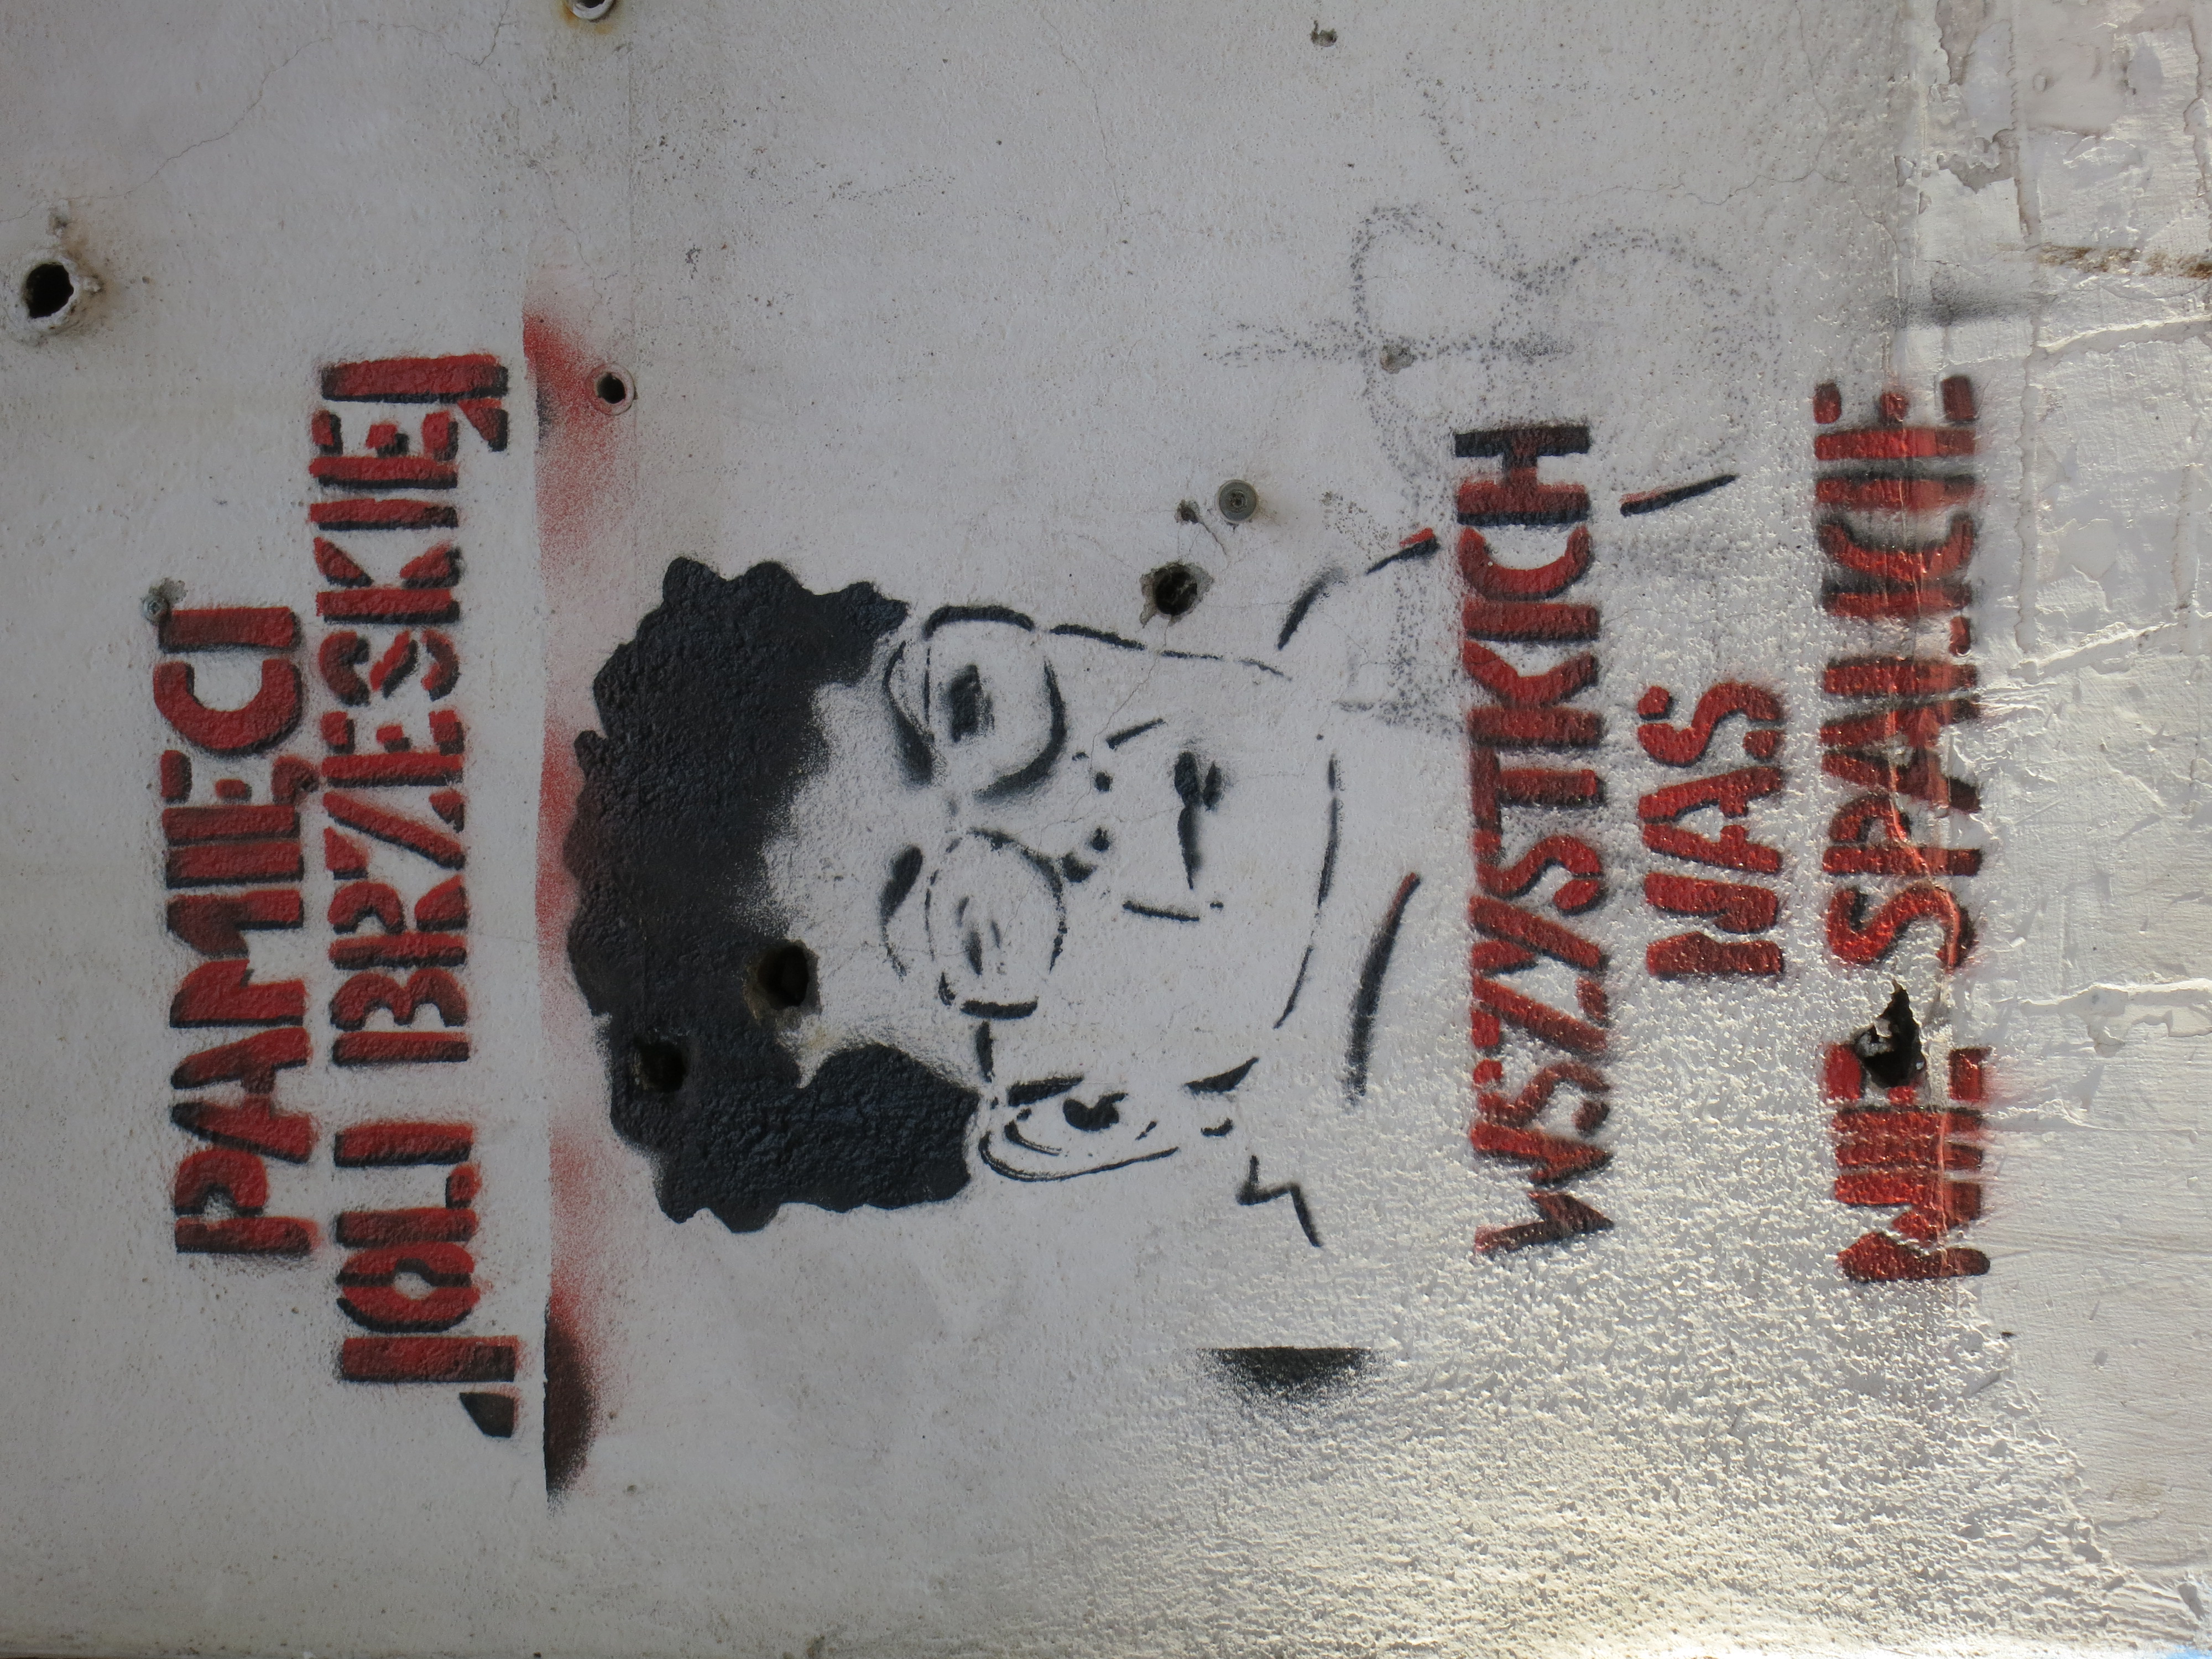 PAMIĘCI
JOLI BRZESKIEJ
WSZYSTKICH
NAS
NIE SPALICIE